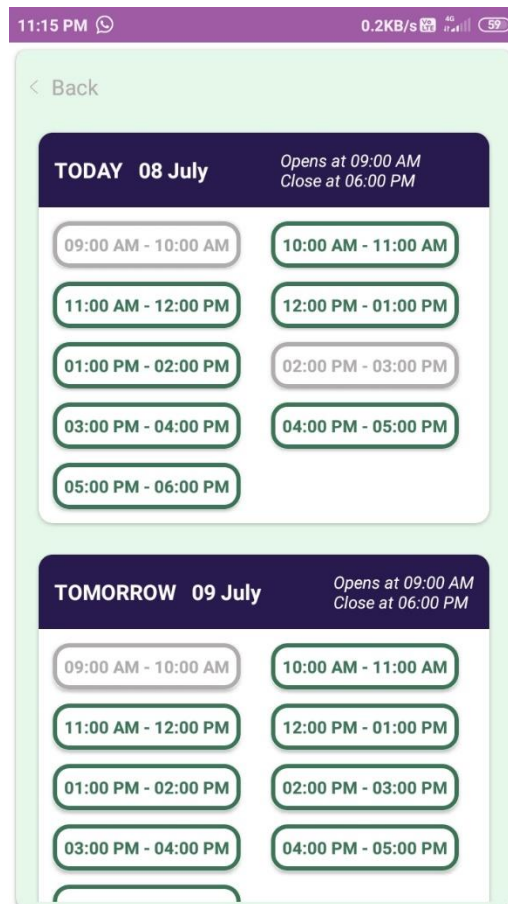 11:15 PM 0.2KB/s Vo LTE 4G 59
Back
TODAY 08 July Opens at 09:00 AM
Close at 06:00 PM
09:00 AM - 10:00 AM 10:00 AM - 11:00 AM
11:00 AM - 12:00 PM 12:00 PM - 01:00 PM
01:00 PM - 02:00 PM 02:00 PM - 03:00 PM
03:00 PM - 04:00 PM 04:00 PM - 05:00 PM
05:00 PM - 06:00 PM
TOMORROW 09 July Opens at 09:00 AM
Close at 06:00 PM
09:00 AM - 10:00 AM 10:00 AM - 11:00 AM
11:00 AM - 12:00 PM 12:00 PM - 01:00 PM
01:00 PM - 02:00 PM 02:00 PM - 03:00 PM
03:00 PM - 04:00 PM 04:00 PM - 05:00 PM